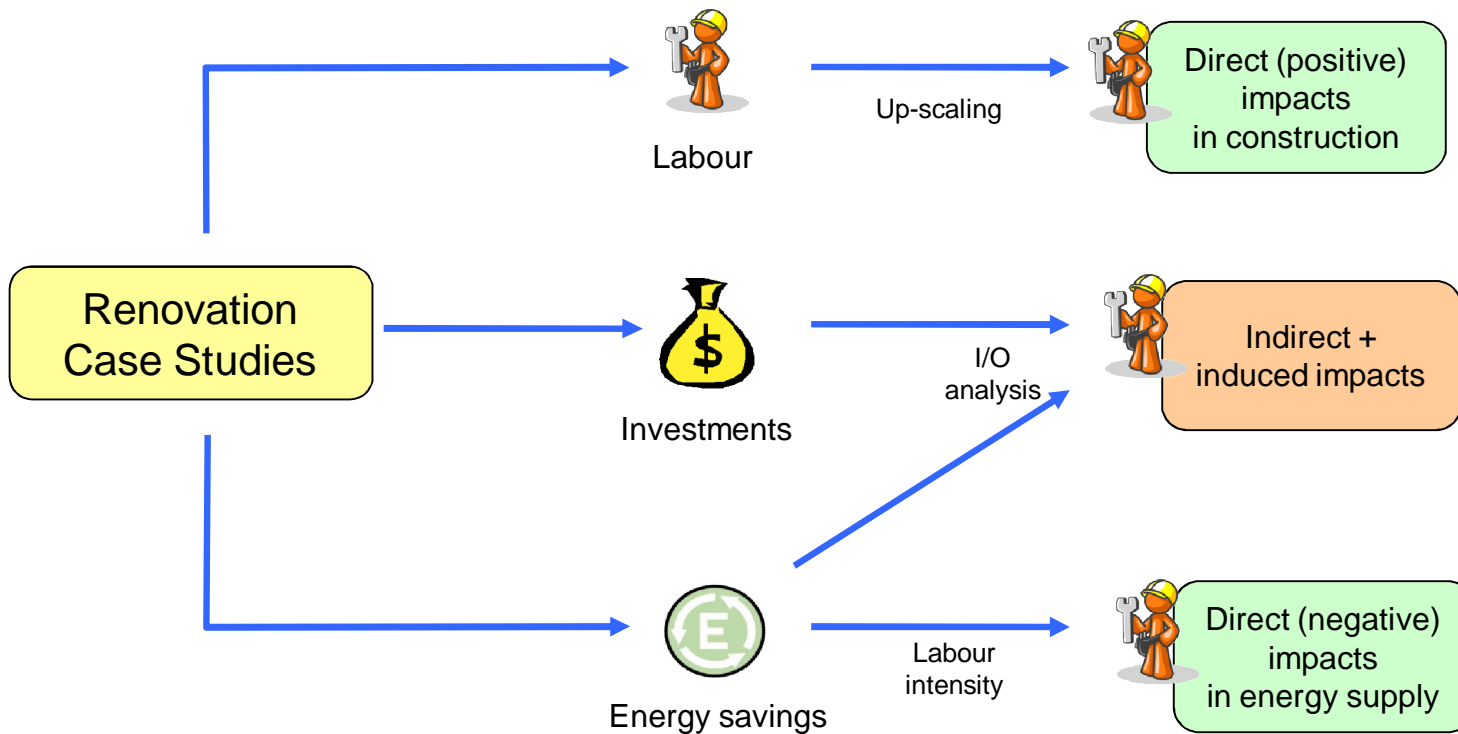 Labour
Up-scaling
Direct (positive)
impacts
in construction
Renovation
Case Studies
$
Investments
I/O
analysis
Indirect +
induced impacts
E
Energy savings
Labour
intensity
Direct (negative)
impacts
in energy supply